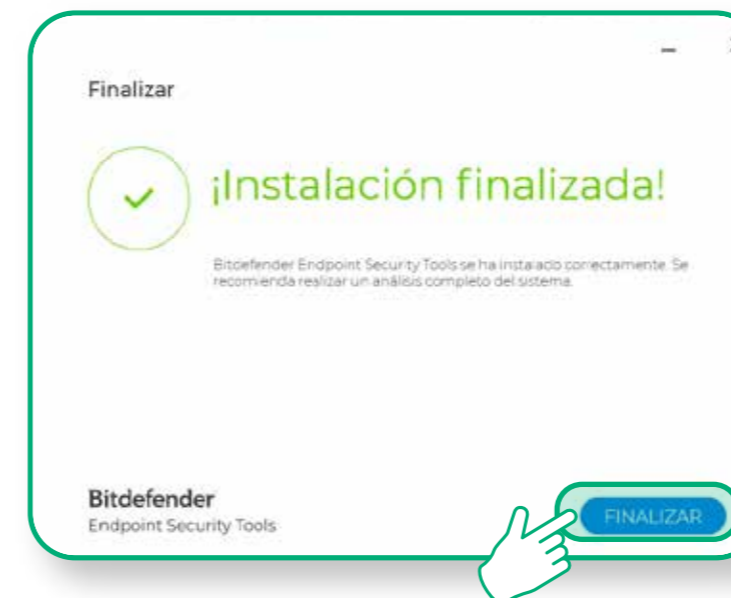 Finalizar
¡Instalación finalizada!
Bitdefender Endpoint Security Tools se ha instalado correctamente. Se
recomienda realizar un análisis completo del sistema.
Bitdefender
Endpoint Security Tools
FINALIZAR